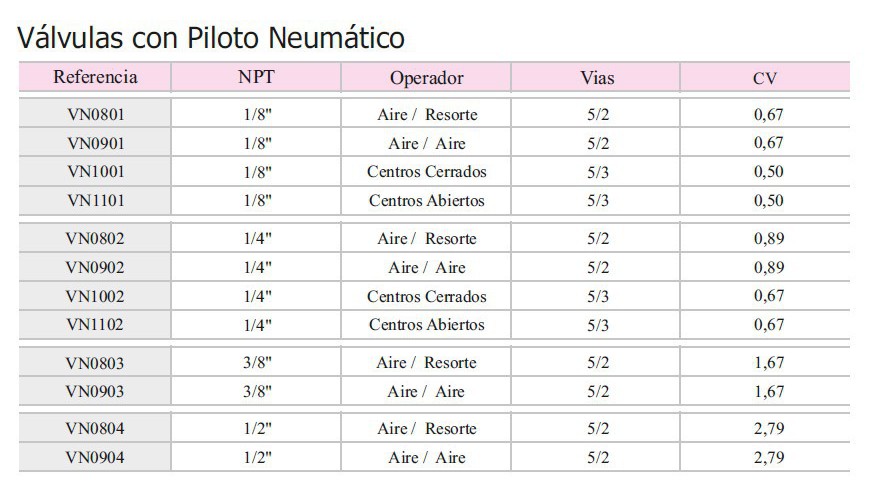 Válvulas con Piloto Neumático
Referencia NPT Operador Vias CV
VN0801 1/8" Aire / Resorte 5/2 0,67
VN0901 1/8" Aire / Aire 5/2 0,67
VN1001 1/8" Centros Cerrados 5/3 0,50
VN1101 1/8" Centros Abiertos 5/3 0,50
VN0802 1/4" Aire / Resorte 5/2 0,89
VN0902 1/4" Aire / Aire 5/2 0,89
VN1002 1/4" Centros Cerrados 5/3 0,67
VN1102 1/4" Centros Abiertos 5/3 0,67
VN0803 3/8" Aire / Resorte 5/2 1,67
VN0903 3/8" Aire / Aire 5/2 1,67
VN0804 1/2" Aire / Resorte 5/2 2,79
VN0904 1/2" Aire / Aire 5/2 2,79